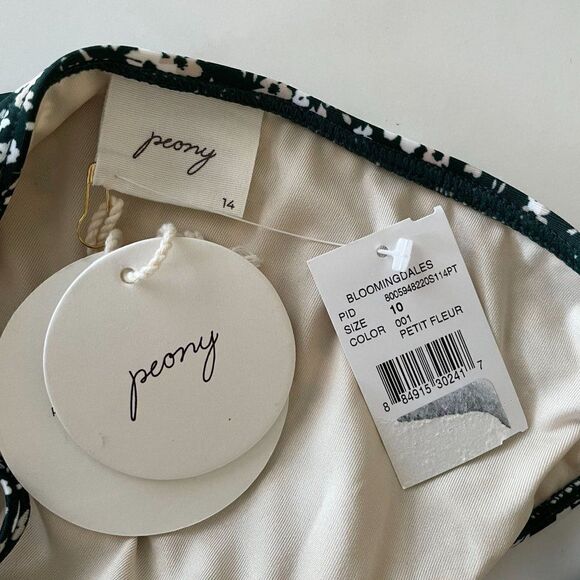 peony
14
peony
BLOOMINGDALES
PID 8005948220S114PT
SIZE 10
COLOR 001
PETIT FLEUR
8 84915 30241 7